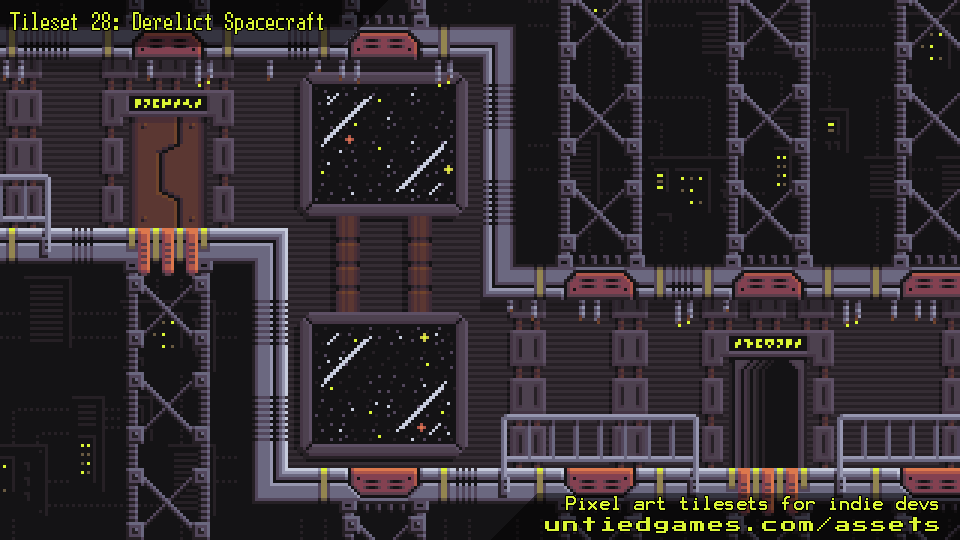 Tileset 28: Derelict Spacecraft
Pixel art tilesets for indie devs
untiedgames.com/assets